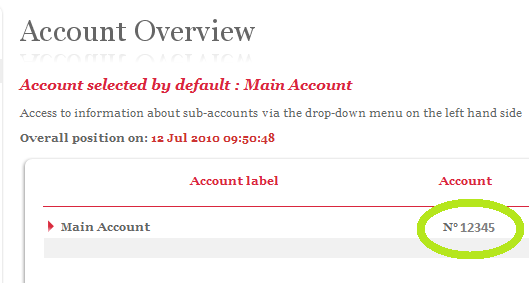 Account Overview
Account selected by default : Main Account
Access to information about sub-accounts via the drop-down menu on the left hand side
Overall position on: 12 Jul 2010 09:50:48
Account label Account
Main Account N° 12345